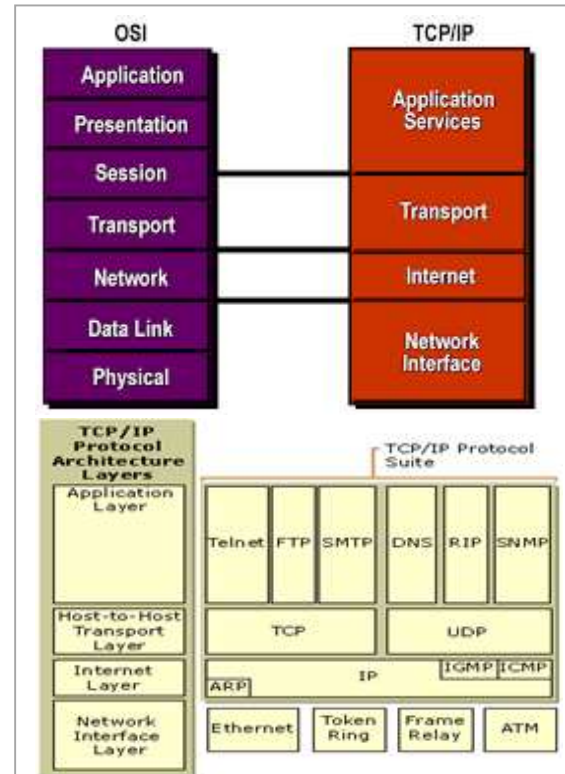 OSI
TCP/IP
Application
Presentation
Session
Transport
Network
Data Link
Physical
Application
Services
Transport
Internet
Network
Interface
TCP/IP
Protocol
Architecture
Layers
Application
Layer
Host-to-Host
Transport
Layer
Internet
Layer
Network
Interface
Layer
TCP/IP Protocol
Suite
Telnet
FTP
SMTP
DNS
RIP
SNMP
TCP
UDP
IP
IGMP
ICMP
ARP
Ethernet
Token
Ring
Frame
Relay
ATM